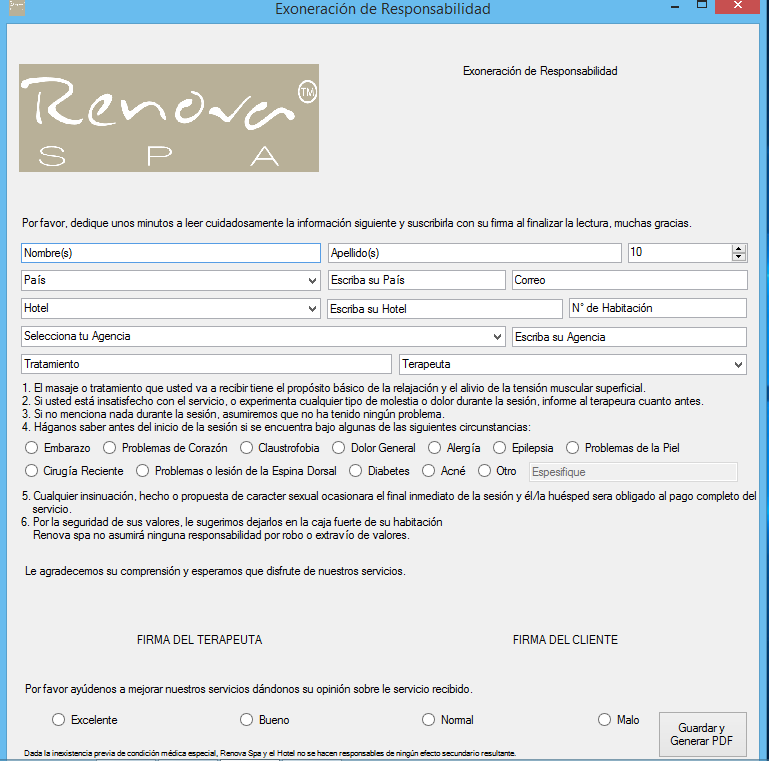 Exoneración de Responsabilidad
Exoneración de Responsabilidad
Renova TM
SPA
Por favor, dedique unos minutos a leer cuidadosamente la información siguiente y suscribirla con su firma al finalizar la lectura, muchas gracias.
Nombre(s) Apellido(s) 10
País Escriba su País Correo
Hotel Escriba su Hotel N° de Habitación
Selecciona tu Agencia Escriba su Agencia
Tratamiento Terapeuta
1. El masaje o tratamiento que usted va a recibir tiene el propósito básico de la relajación y el alivio de la tensión muscular superficial.
2. Si usted está insatisfecho con el servicio, o experimenta cualquier tipo de molestia o dolor durante la sesión, informe al terapeura cuanto antes.
3. Si no menciona nada durante la sesión, asumiremos que no ha tenido ningún problema.
4. Háganos saber antes del inicio de la sesión si se encuentra bajo algunas de las siguientes circunstancias:
Embarazo Problemas de Corazón Claustrofobia Dolor General Alergía Epilepsia Problemas de la Piel
Cirugía Reciente Problemas o lesión de la Espina Dorsal Diabetes Acné Otro Espesifique
5. Cualquier insinuación, hecho o propuesta de caracter sexual ocasionara el final inmediato de la sesión y él/la huésped sera obligado al pago completo del
servicio.
6. Por la seguridad de sus valores, le sugerimos dejarlos en la caja fuerte de su habitación
Renova spa no asumirá ninguna responsabilidad por robo o extravío de valores.
Le agradecemos su comprensión y esperamos que disfrute de nuestros servicios.
FIRMA DEL TERAPEUTA FIRMA DEL CLIENTE
Por favor ayúdenos a mejorar nuestros servicios dándonos su opinión sobre le servicio recibido.
Excelente Bueno Normal Malo
Guardar y
Generar PDF
Dada la inexistencia previa de condición médica especial, Renova Spa y el Hotel no se hacen responsables de ningún efecto secundario resultante.